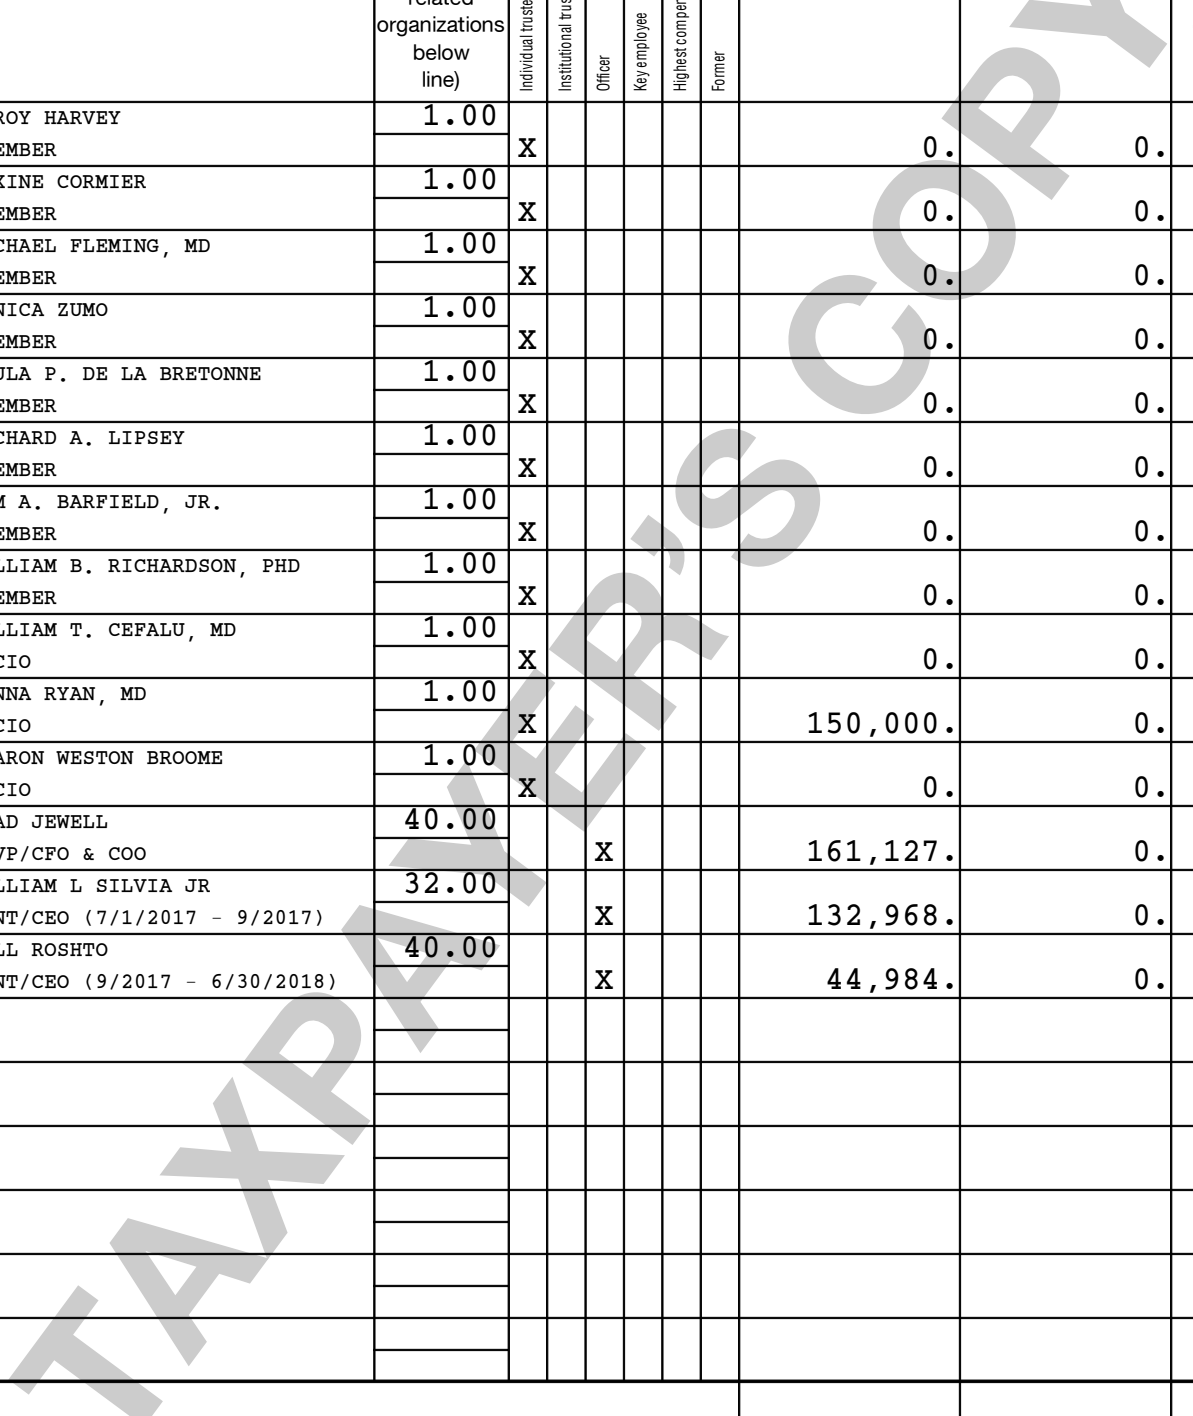 organizations
below
line)
Individual truste
Institutional trus
Officer
Key employee
Highest compen
Former
ROY HARVEY 1.00
EMBER X 0. 0.
XINE CORMIER 1.00
EMBER X 0. 0.
CHAEL FLEMING, MD 1.00
EMBER X 0. 0.
NICA ZUMO 1.00
EMBER X 0. 0.
ULA P. DE LA BRETONNE 1.00
EMBER X 0. 0.
CHARD A. LIPSEY 1.00
EMBER X 0. 0.
M A. BARFIELD, JR. 1.00
EMBER X 0. 0.
LLIAM B. RICHARDSON, PHD 1.00
EMBER X 0. 0.
LLIAM T. CEFALU, MD 1.00
CIO X 0. 0.
NNA RYAN, MD 1.00
CIO X 150,000. 0.
ARON WESTON BROOME 1.00
CIO X 0. 0.
AD JEWELL 40.00
VP/CFO & COO X 161,127. 0.
LLIAM L SILVIA JR 32.00
NT/CEO (7/1/2017 - 9/2017) X 132,968. 0.
LL ROSHTO 40.00
NT/CEO (9/2017 - 6/30/2018) X 44,984. 0.
TAXPAYER'S COPY